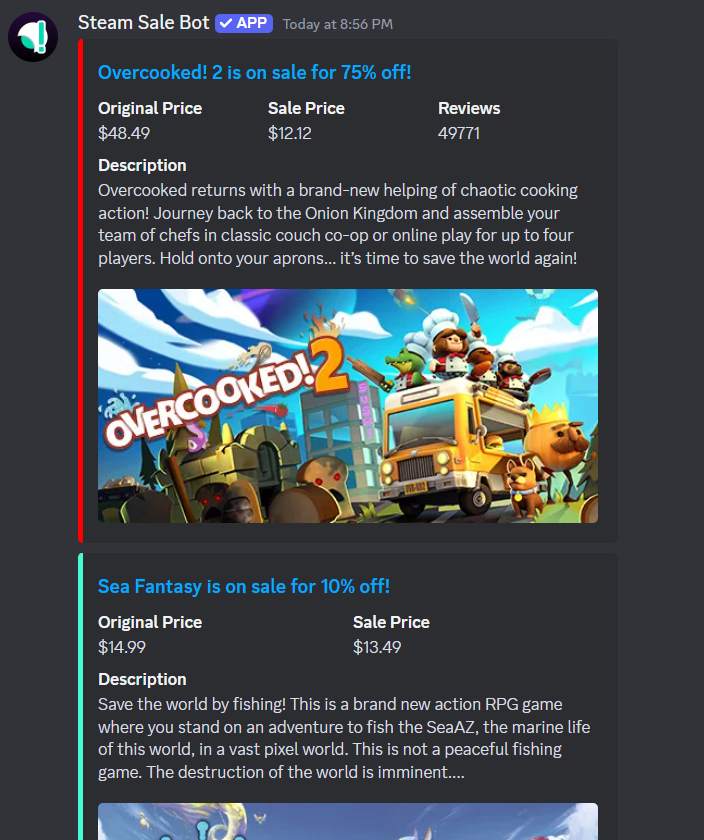 Steam Sale Bot ✓ APP Today at 8:56 PM
Overcooked! 2 is on sale for 75% off!
Original Price Sale Price Reviews
$48.49 $12.12 49771
Description
Overcooked returns with a brand-new helping of chaotic cooking
action! Journey back to the Onion Kingdom and assemble your
team of chefs in classic couch co-op or online play for up to four
players. Hold onto your aprons... it’s time to save the world again!
OVERCOOKED! 2
Sea Fantasy is on sale for 10% off!
Original Price Sale Price
$14.99 $13.49
Description
Save the world by fishing! This is a brand new action RPG game
where you stand on an adventure to fish the SeaAZ, the marine life
of this world, in a vast pixel world. This is not a peaceful fishing
game. The destruction of the world is imminent....